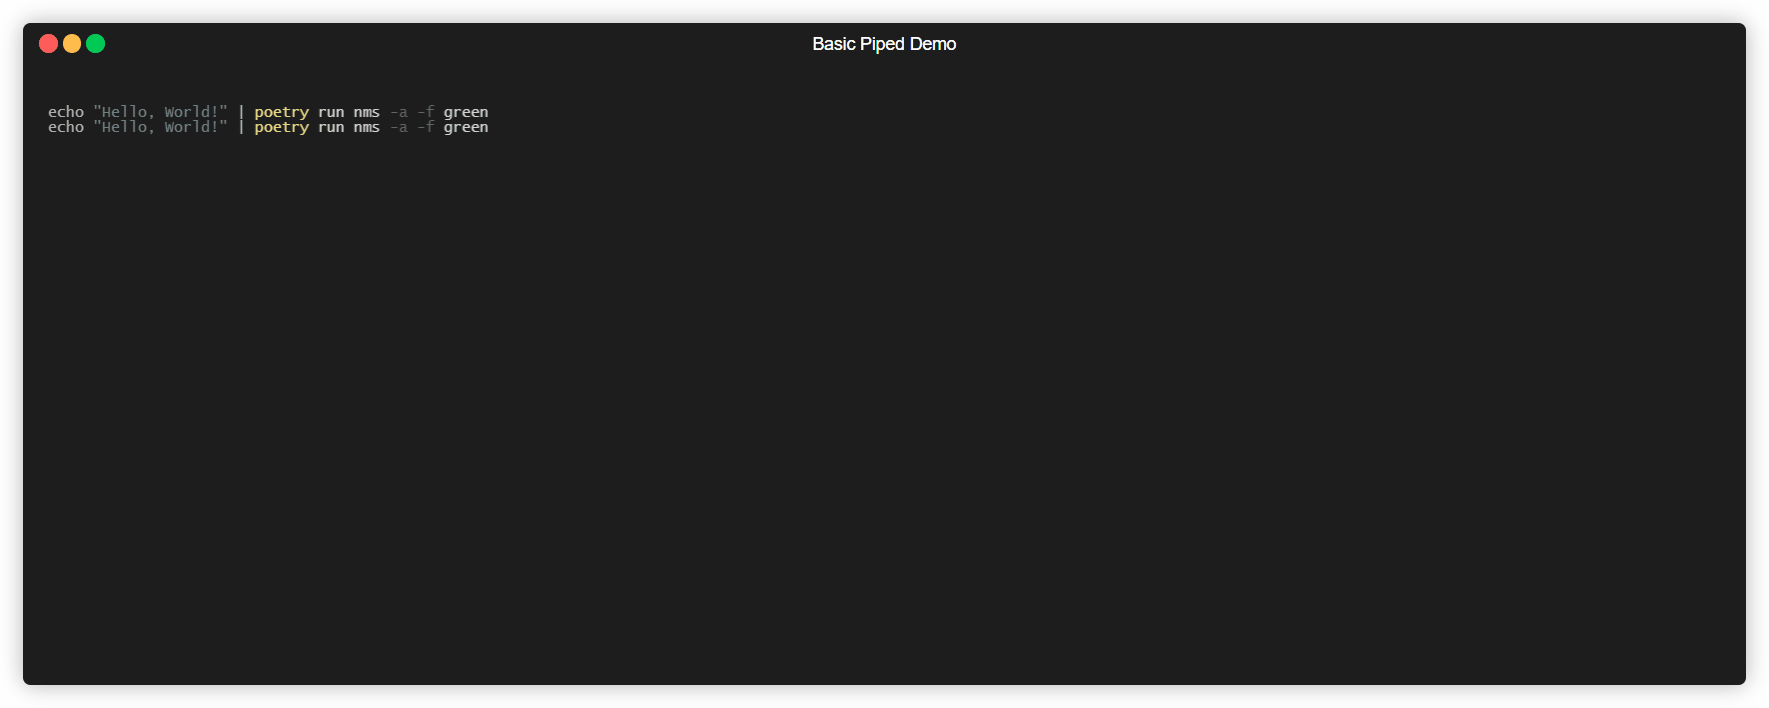 Basic Piped Demo
echo "Hello, World!" | poetry run nms -a -f green
echo "Hello, World!" | poetry run nms -a -f green